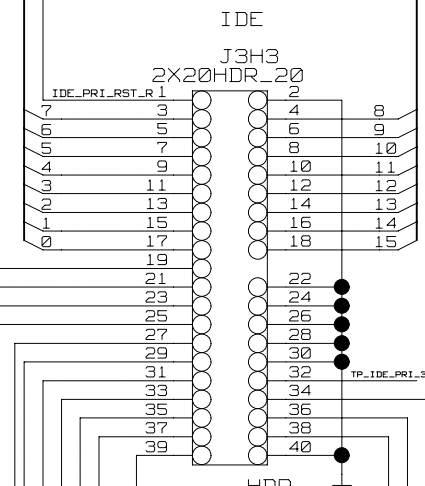 IDE
J3H3
2X20HDR_20
IDE_PRI_RST_R 1 2
7 3 4 8
6 5 6 9
5 7 8 10
4 9 10 11
3 11 12 12
2 13 14 13
1 15 16 14
0 17 18 15
19
21 22
23 24
25 26
27 28
29 30
31 32 TP_IDE_PRI_3
33 34
35 36
37 38
39 40
HDD